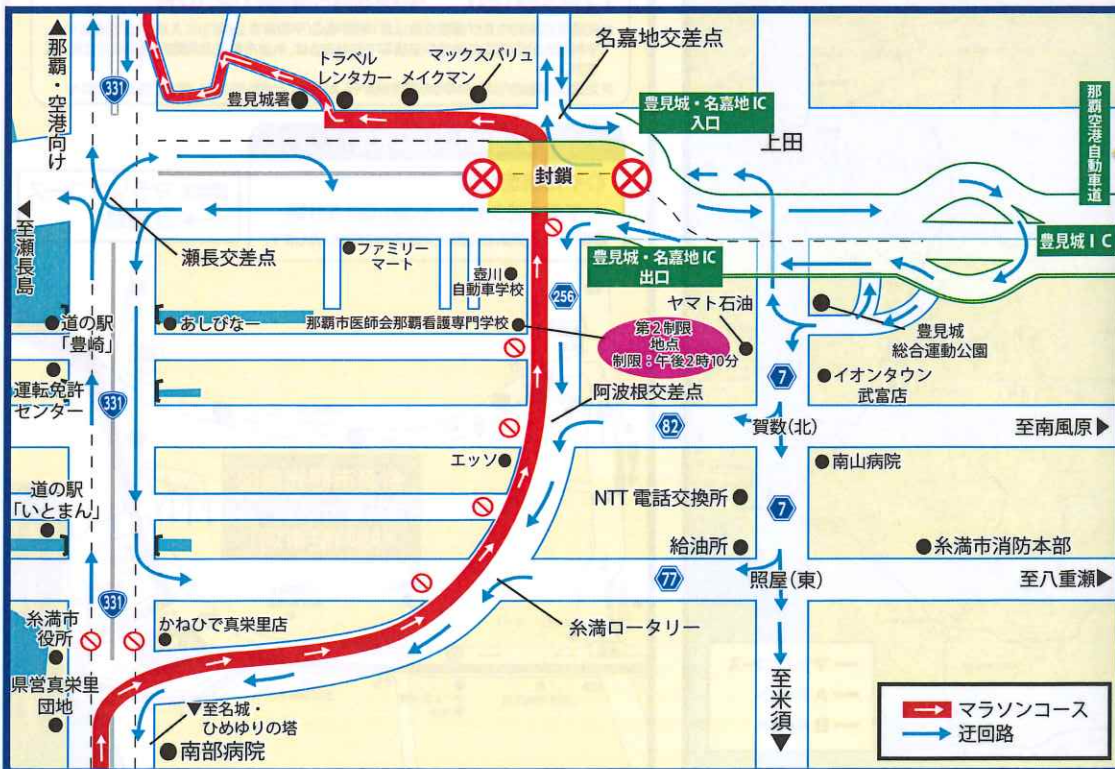 ▲那覇・空港向け
331
豊見城署
トラベル
レンタカー
メイクマン
マックスバリュ
名嘉地交差点
豊見城・名嘉地IC
入口
上田
那覇空港自動車道
封鎖
◀至瀬長島
瀬長交差点
ファミリー
マート
壺川
自動車学校
256
豊見城・名嘉地IC
出口
豊見城IC
道の駅
「豊崎」
あしびなー
那覇市医師会那覇看護専門学校
第2制限
地点
制限:午後2時10分
ヤマト石油
豊見城
総合運動公園
運転免許
センター
331
阿波根交差点
7
イオンタウン
武富店
82
賀数(北)
至南風原▶
エッソ
南山病院
道の駅
「いとまん」
NTT電話交換所
7
給油所
糸満市消防本部
331
77
照屋(東)
至八重瀬▶
糸満市
役所
かねひで真栄里店
糸満ロータリー
県営真栄里
団地
▼至名城・
ひめゆりの塔
南部病院
至米須▼
マラソンコース
迂回路